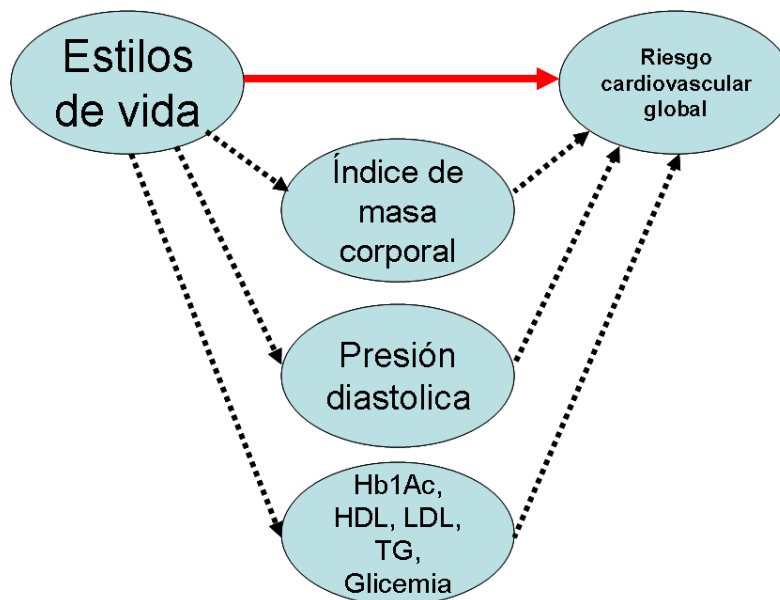 Estilos
de vida
Riesgo
cardiovascular
global
Índice de
masa
corporal
Presión
diastolica
Hb1Ac,
HDL, LDL,
TG,
Glicemia